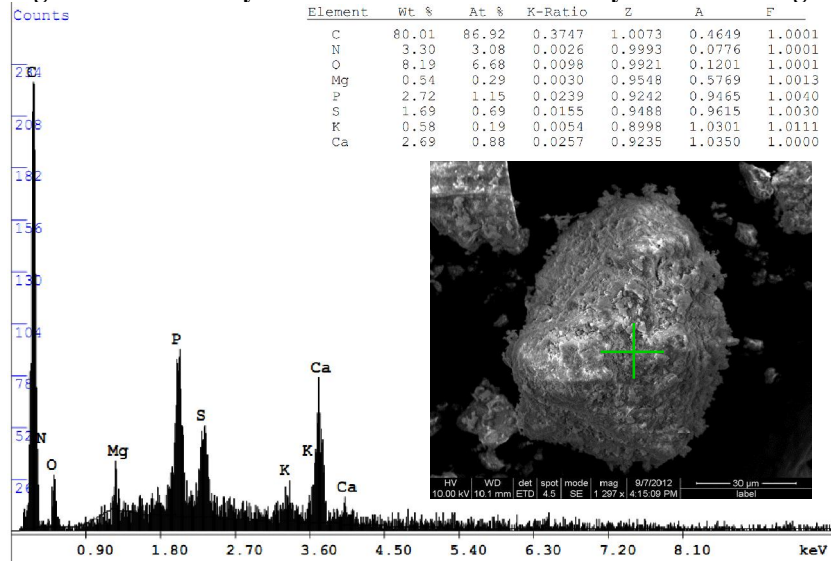 Counts
Element Wt % At % K-Ratio Z A F
C 80.01 86.92 0.3747 1.0073 0.4649 1.0001
N 3.30 3.08 0.0026 0.9993 0.0776 1.0001
O 8.19 6.68 0.0098 0.9921 0.1201 1.0001
Mg 0.54 0.29 0.0030 0.9548 0.5769 1.0013
P 2.72 1.15 0.0239 0.9242 0.9465 1.0040
S 1.69 0.69 0.0155 0.9488 0.9615 1.0030
K 0.58 0.19 0.0054 0.8998 1.0301 1.0111
Ca 2.69 0.88 0.0257 0.9235 1.0350 1.0000
234
C
208
182
156
130
104
P
78
Ca
S
52
N
Mg
K
O
K
26
Ca
HV WD det spot mode mag 9/7/2012 30 µm
10.00 kV 10.1 mm ETD 4.5 SE 1 297 x 4:15:09 PM label
0.90 1.80 2.70 3.60 4.50 5.40 6.30 7.20 8.10 keV